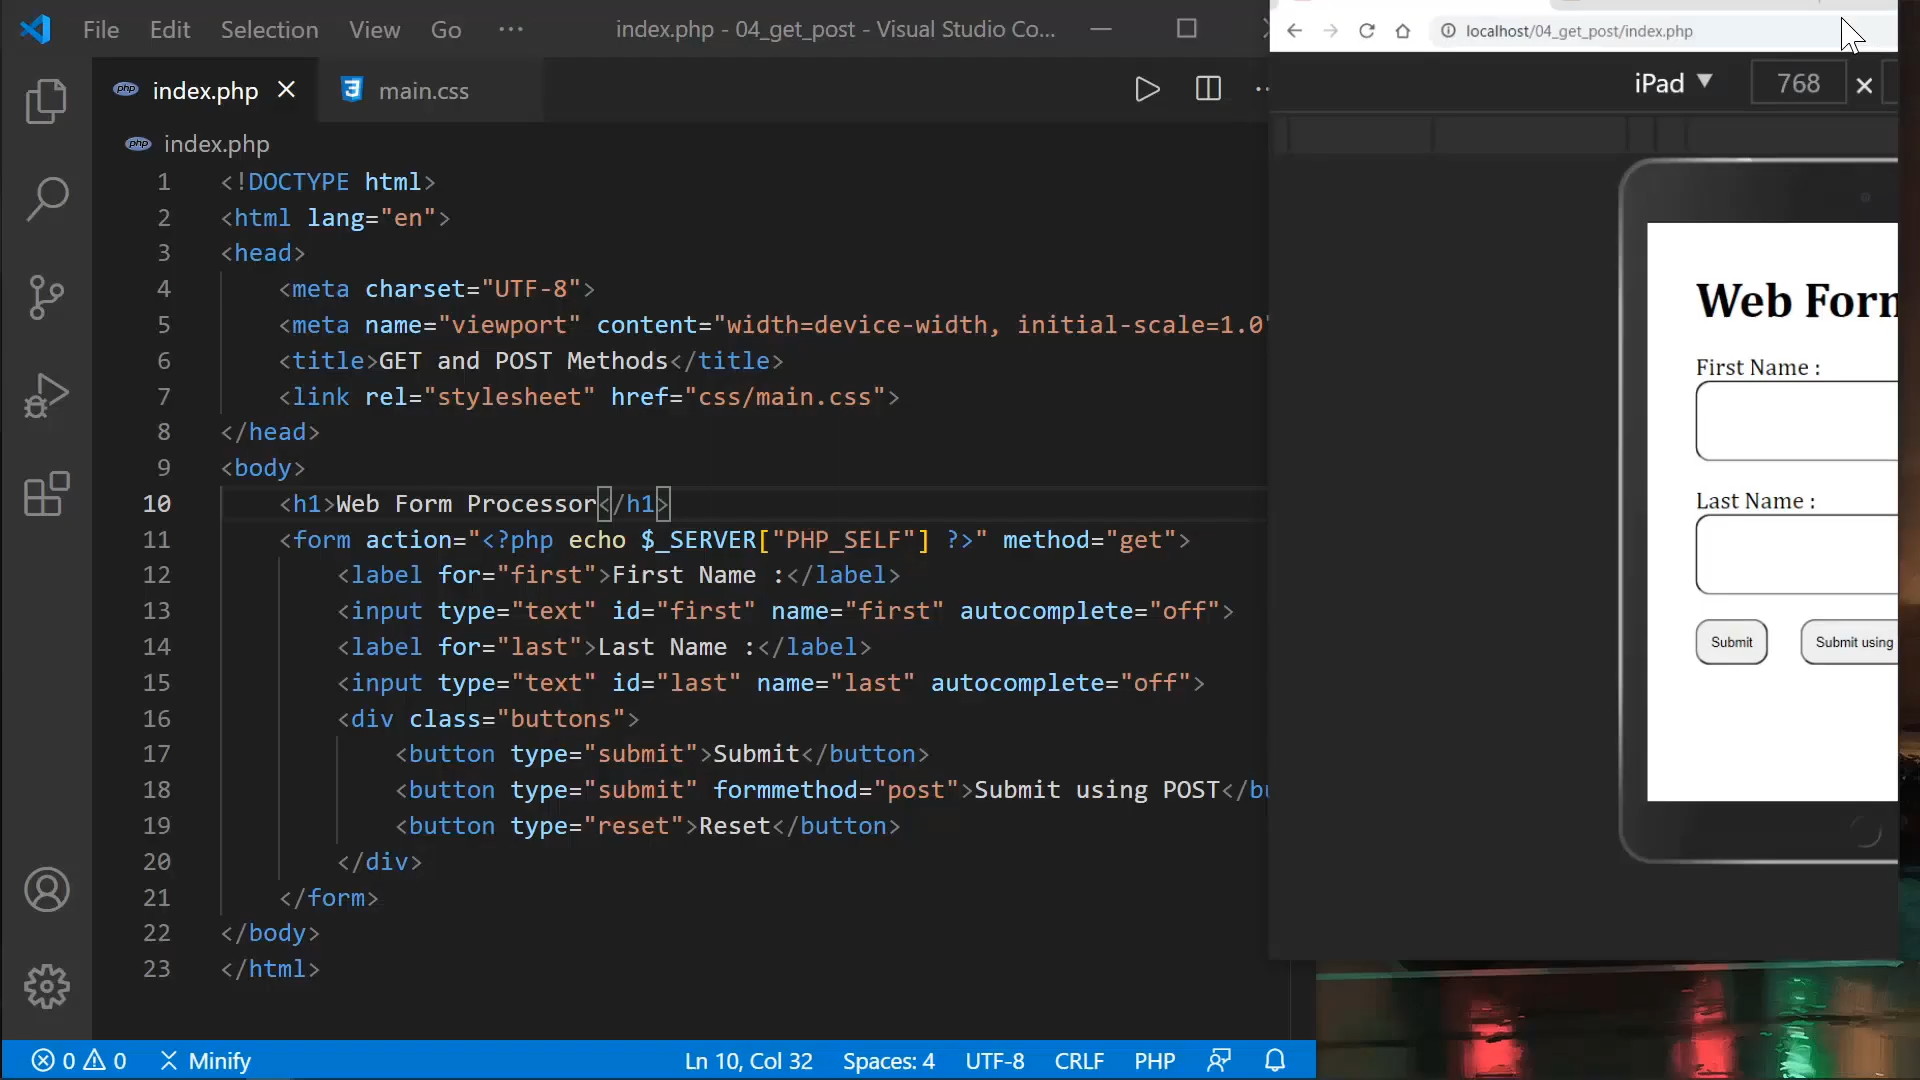 File Edit Selection View Go ··· index.php - 04_get_post - Visual Studio Co...
index.php main.css
index.php
1 <!DOCTYPE html>
2 <html lang="en">
3 <head>
4 <meta charset="UTF-8">
5 <meta name="viewport" content="width=device-width, initial-scale=1.0"
6 <title>GET and POST Methods</title>
7 <link rel="stylesheet" href="css/main.css">
8 </head>
9 <body>
10 <h1>Web Form Processor</h1>
11 <form action="<?php echo $_SERVER["PHP_SELF"] ?>" method="get">
12 <label for="first">First Name :</label>
13 <input type="text" id="first" name="first" autocomplete="off">
14 <label for="last">Last Name :</label>
15 <input type="text" id="last" name="last" autocomplete="off">
16 <div class="buttons">
17 <button type="submit">Submit</button>
18 <button type="submit" formmethod="post">Submit using POST</bu
19 <button type="reset">Reset</button>
20 </div>
21 </form>
22 </body>
23 </html>
0 0 Minify Ln 10, Col 32 Spaces: 4 UTF-8 CRLF PHP
localhost/04_get_post/index.php
iPad 768 ×
Web Form
First Name :
Last Name :
Submit Submit using